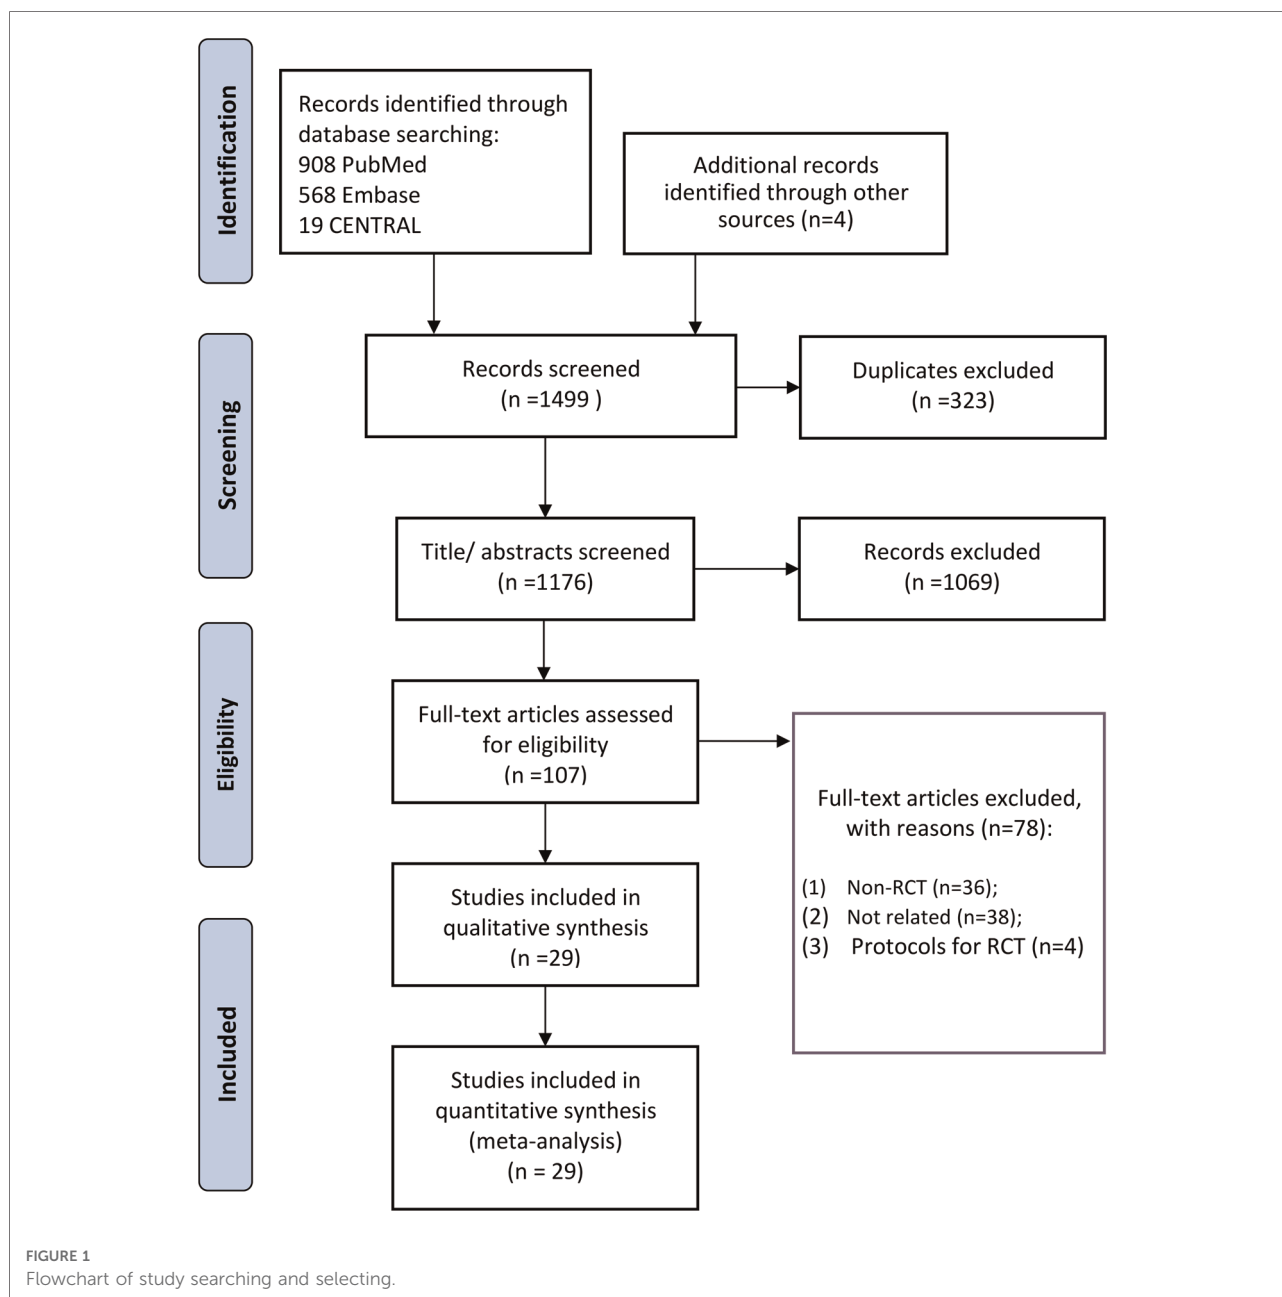 Identification
Records identified through
database searching:
908 PubMed
568 Embase
19 CENTRAL
Additional records
identified through other
sources (n=4)
Screening
Records screened
(n =1499 )
Duplicates excluded
(n =323)
Title/ abstracts screened
(n =1176)
Records excluded
(n =1069)
Eligibility
Full-text articles assessed
for eligibility
(n =107)
Full-text articles excluded,
with reasons (n=78):
(1) Non-RCT (n=36);
(2) Not related (n=38);
(3) Protocols for RCT (n=4)
Studies included in
qualitative synthesis
(n =29)
Included
Studies included in
quantitative synthesis
(meta-analysis)
(n = 29)
FIGURE 1
Flowchart of study searching and selecting.